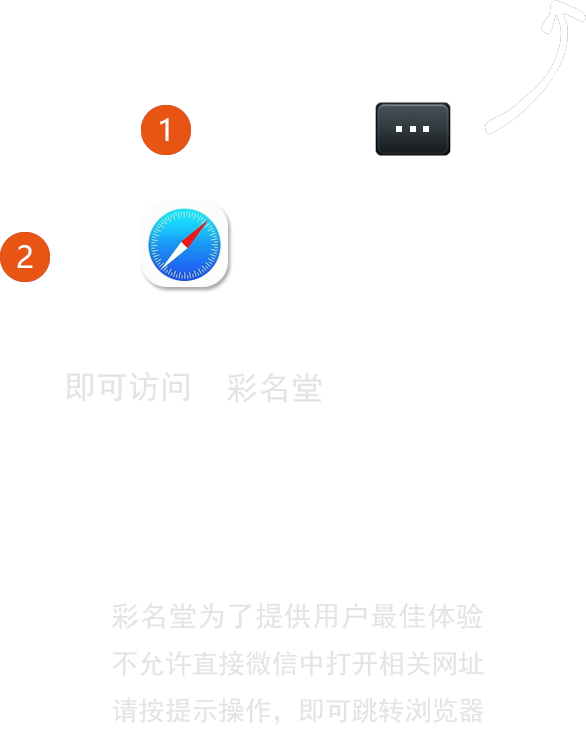 1
2
即可访问 彩名堂
彩名堂为了提供用户最佳体验
不允许直接微信中打开相关网址
请按提示操作，即可跳转浏览器